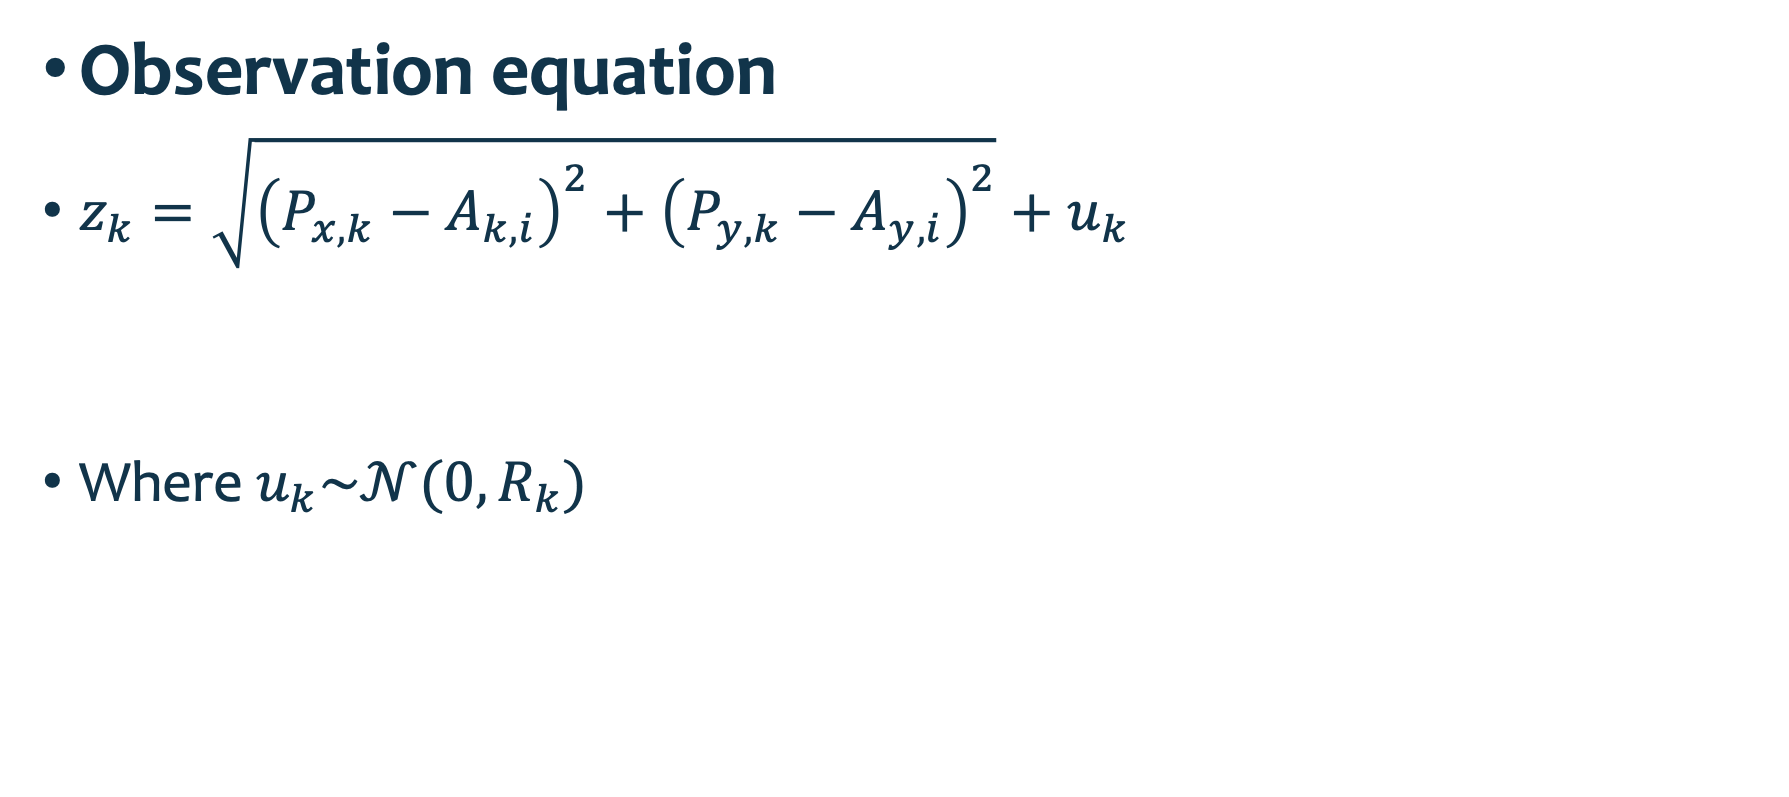 • Observation equation
• z_k = √((P_{x,k} − A_{k,i})² + (P_{y,k} − A_{y,i})²) + u_k
• Where u_k~𝒩(0, R_k)